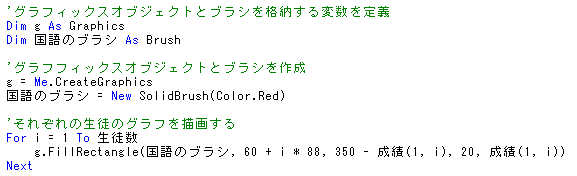 'グラフィックスオブジェクトとブラシを格納する変数を定義
Dim g As Graphics
Dim 国語のブラシ As Brush
'グラフフィックスオブジェクトとブラシを作成
g = Me.CreateGraphics
国語のブラシ = New SolidBrush(Color.Red)
'それぞれの生徒のグラフを描画する
For i = 1 To 生徒数
g.FillRectangle(国語のブラシ, 60 + i * 88, 350 - 成績(1, i), 20, 成績(1, i))
Next